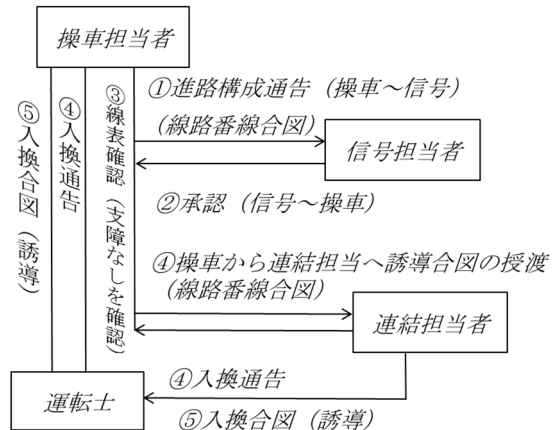 操車担当者
①進路構成通告（操車～信号）
（線路番線合図）
信号担当者
②承認（信号～操車）
③線表確認（支障なしを確認）
④入換通告
⑤入換合図（誘導）
④操車から連結担当へ誘導合図の授渡
（線路番線合図）
連結担当者
④入換通告
⑤入換合図（誘導）
運転士